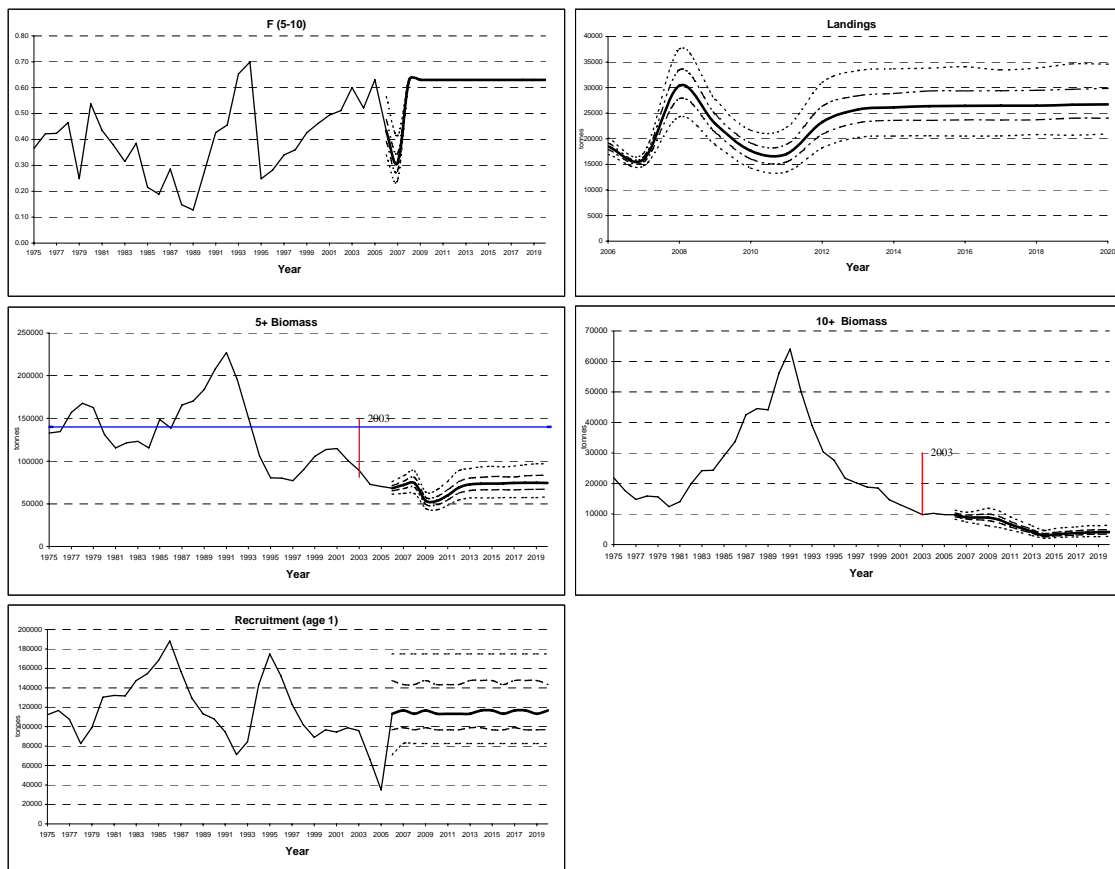 F (5-10)
0.80
0.70
0.60
0.50
0.40
0.30
0.20
0.10
0.00
1975 1977 1979 1981 1983 1985 1987 1989 1991 1993 1995 1997 1999 2001 2003 2005 2007 2009 2011 2013 2015 2017 2019
Year
Landings
40000
35000
30000
25000
20000
15000
10000
5000
0
tonnes
2006 2008 2010 2012 2014 2016 2018 2020
Year
5+ Biomass
250000
200000
150000
100000
50000
0
tonnes
2003
1975 1977 1979 1981 1983 1985 1987 1989 1991 1993 1995 1997 1999 2001 2003 2005 2007 2009 2011 2013 2015 2017 2019
Year
10+ Biomass
70000
60000
50000
40000
30000
20000
10000
0
tonnes
2003
1975 1977 1979 1981 1983 1985 1987 1989 1991 1993 1995 1997 1999 2001 2003 2005 2007 2009 2011 2013 2015 2017 2019
Year
Recruitment (age 1)
200000
180000
160000
140000
120000
100000
80000
60000
40000
20000
0
tonnes
1975 1977 1979 1981 1983 1985 1987 1989 1991 1993 1995 1997 1999 2001 2003 2005 2007 2009 2011 2013 2015 2017 2019
Year